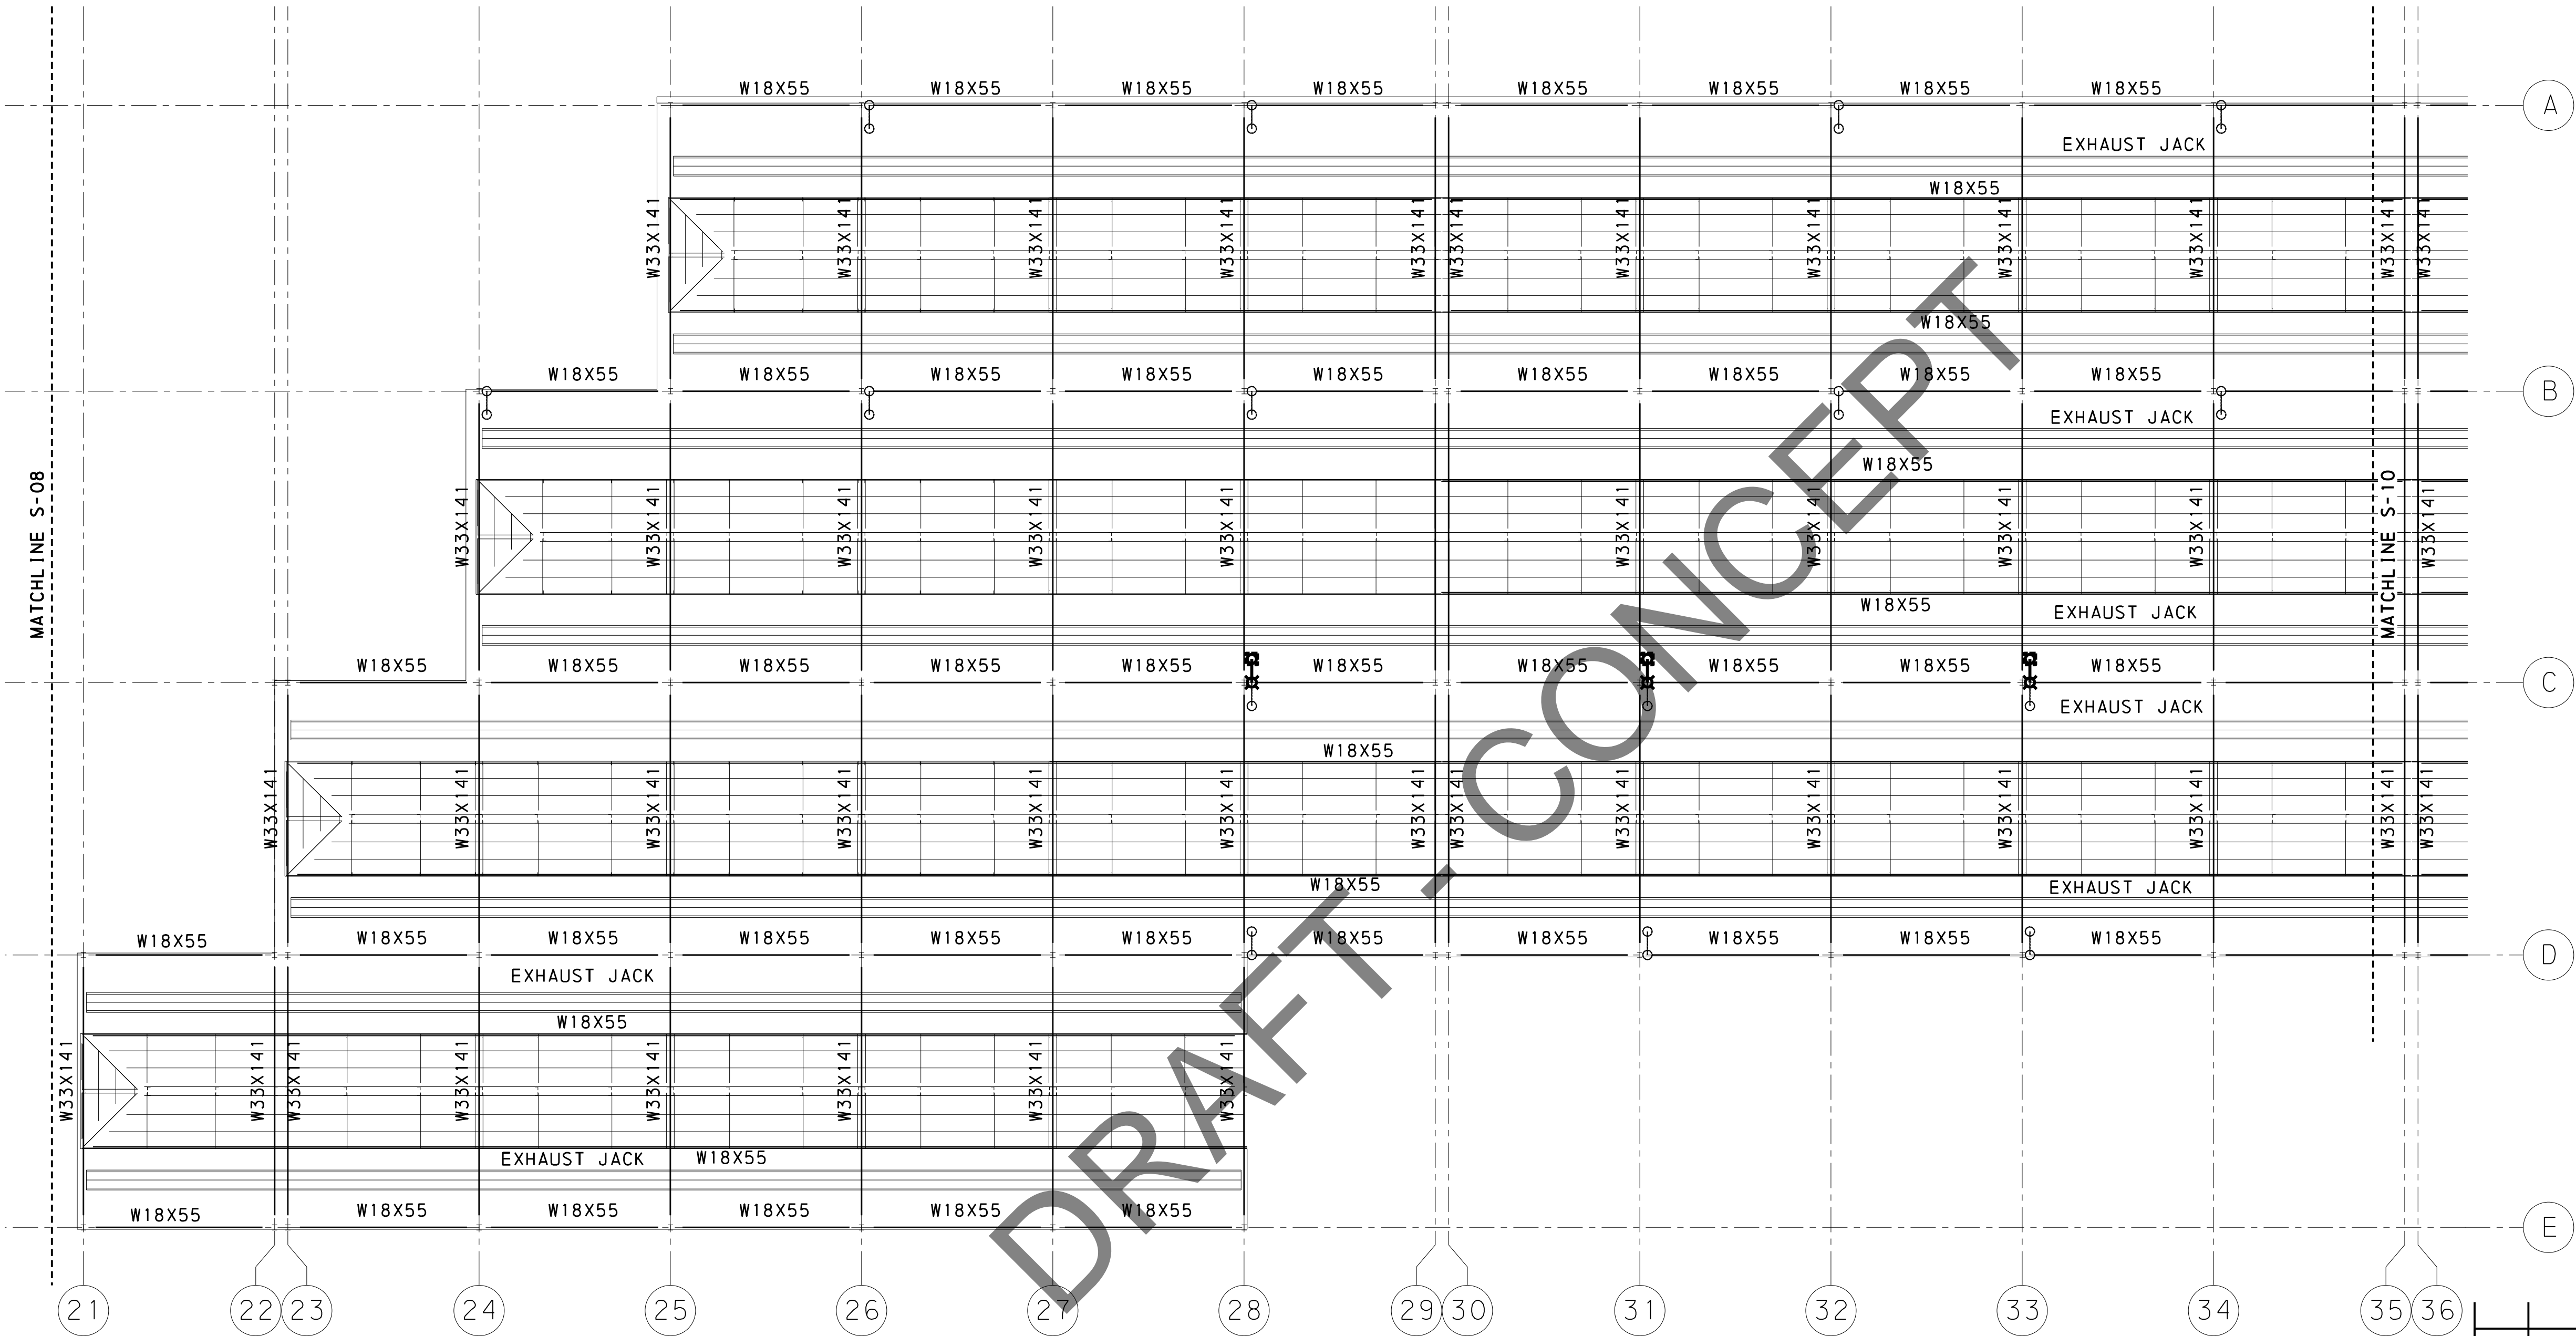 W18X55 W18X55 W18X55 W18X55 W18X55 W18X55 W18X55 W18X55
A
EXHAUST JACK
W18X55
W33X141 W33X141 W33X141 W33X141 W33X141 W33X141 W33X141 W33X141 W33X141 W33X141 W33X141 W33X141
W18X55
W18X55 W18X55 W18X55 W18X55 W18X55 W18X55 W18X55 W18X55 W18X55
B
EXHAUST JACK
W18X55
MATCHLINE S-08
W33X141 W33X141 W33X141 W33X141 W33X141 W33X141 W33X141 W33X141 W33X141 W33X141
MATCHLINE S-10
W18X55
EXHAUST JACK
W18X55 W18X55 W18X55 W18X55 W18X55 W18X55 W18X55 W18X55 W18X55 W18X55
C
EXHAUST JACK
W18X55
W33X141 W33X141 W33X141 W33X141 W33X141 W33X141 W33X141 W33X141 W33X141 W33X141 W33X141 W33X141 W33X141 W33X141
W18X55
EXHAUST JACK
W18X55 W18X55 W18X55 W18X55 W18X55 W18X55 W18X55 W18X55 W18X55 W18X55 W18X55
D
EXHAUST JACK
W18X55
W33X141 W33X141 W33X141 W33X141 W33X141 W33X141 W33X141 W33X141
EXHAUST JACK W18X55
W18X55 W18X55 W18X55 W18X55 W18X55 W18X55
E
21 22 23 24 25 26 27 28 29 30 31 32 33 34 35 36
DRAFT - CONCEPT